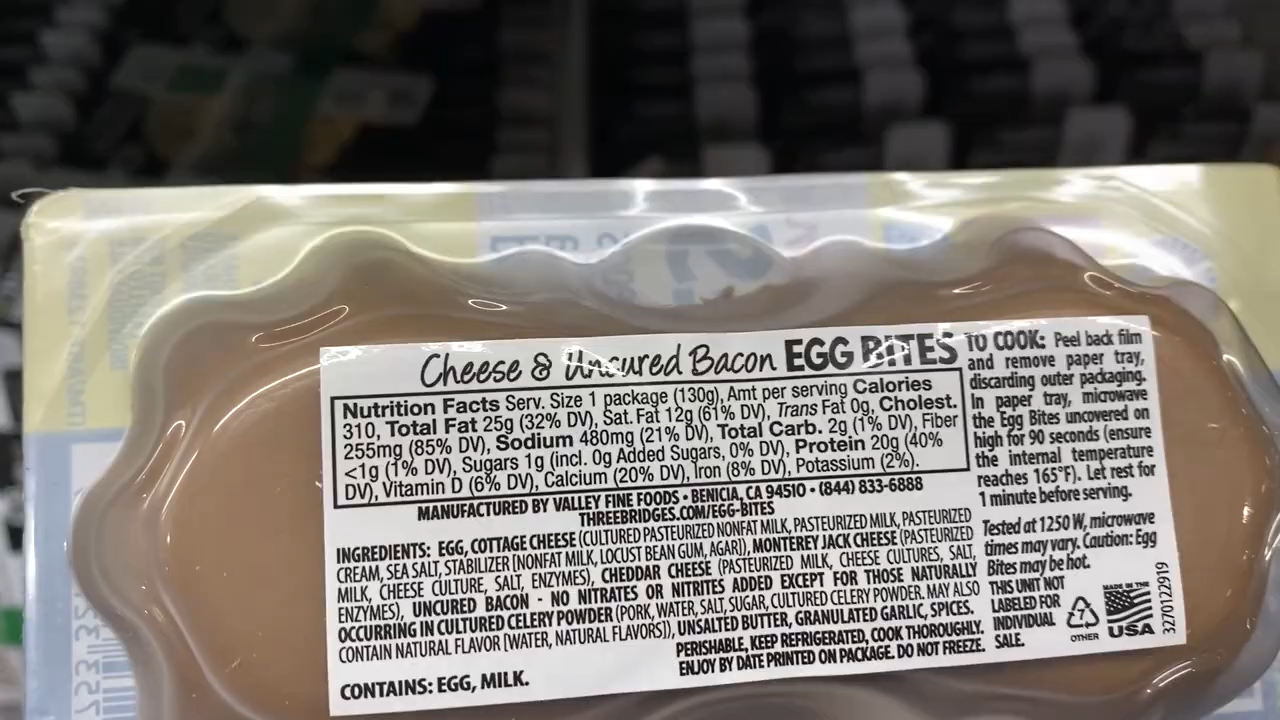 Cheese & Uncured Bacon EGG BITES
Nutrition Facts Serv. Size 1 package (130g), Amt per serving Calories
310, Total Fat 25g (32% DV), Sat. Fat 12g (61% DV), Trans Fat 0g, Cholest.
255mg (85% DV), Sodium 480mg (21% DV), Total Carb. 2g (1% DV), Fiber
<1g (1% DV), Sugars 1g (incl. 0g Added Sugars, 0% DV), Protein 20g (40%
DV), Vitamin D (6% DV), Calcium (20% DV), Iron (8% DV), Potassium (2%).
MANUFACTURED BY VALLEY FINE FOODS • BENICIA, CA 94510 • (844) 833-6888
THREEBRIDGES.COM/EGG-BITES
INGREDIENTS: EGG, COTTAGE CHEESE (CULTURED PASTEURIZED NONFAT MILK, PASTEURIZED MILK, PASTEURIZED
CREAM, SEA SALT, STABILIZER [NONFAT MILK, LOCUST BEAN GUM, AGAR]), MONTEREY JACK CHEESE (PASTEURIZED
MILK, CHEESE CULTURE, SALT, ENZYMES), CHEDDAR CHEESE (PASTEURIZED MILK, CHEESE CULTURES, SALT,
ENZYMES), UNCURED BACON - NO NITRATES OR NITRITES ADDED EXCEPT FOR THOSE NATURALLY
OCCURRING IN CULTURED CELERY POWDER (PORK, WATER, SALT, SUGAR, CULTURED CELERY POWDER. MAY ALSO
CONTAIN NATURAL FLAVOR [WATER, NATURAL FLAVORS]), UNSALTED BUTTER, GRANULATED GARLIC, SPICES.
PERISHABLE, KEEP REFRIGERATED, COOK THOROUGHLY.
ENJOY BY DATE PRINTED ON PACKAGE. DO NOT FREEZE.
CONTAINS: EGG, MILK.
TO COOK: Peel back film
and remove paper tray,
discarding outer packaging.
In paper tray, microwave
the Egg Bites uncovered on
high for 90 seconds (ensure
the internal temperature
reaches 165°F). Let rest for
1 minute before serving.
Tested at 1250 W, microwave
times may vary. Caution: Egg
Bites may be hot.
THIS UNIT NOT
LABELED FOR
INDIVIDUAL
SALE.
7
OTHER
MADE IN THE
USA
3270122919